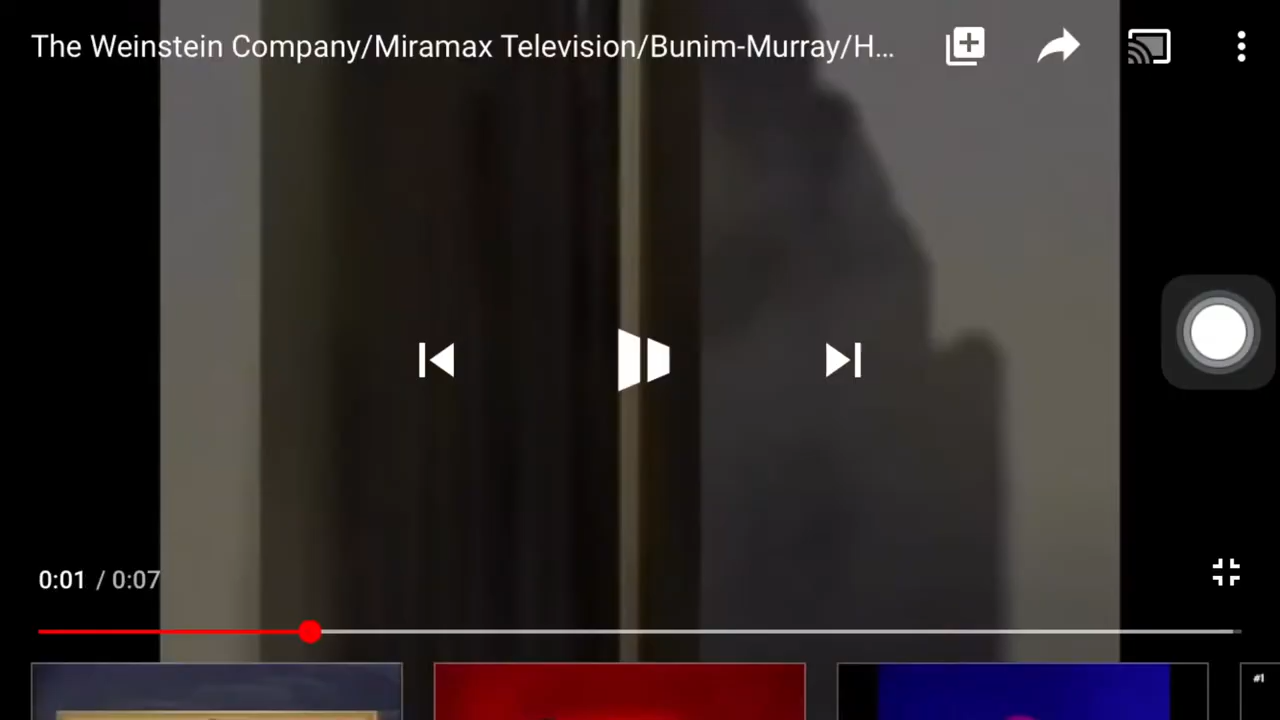 The Weinstein Company/Miramax Television/Bunim-Murray/H...
0:01 / 0:07
#1